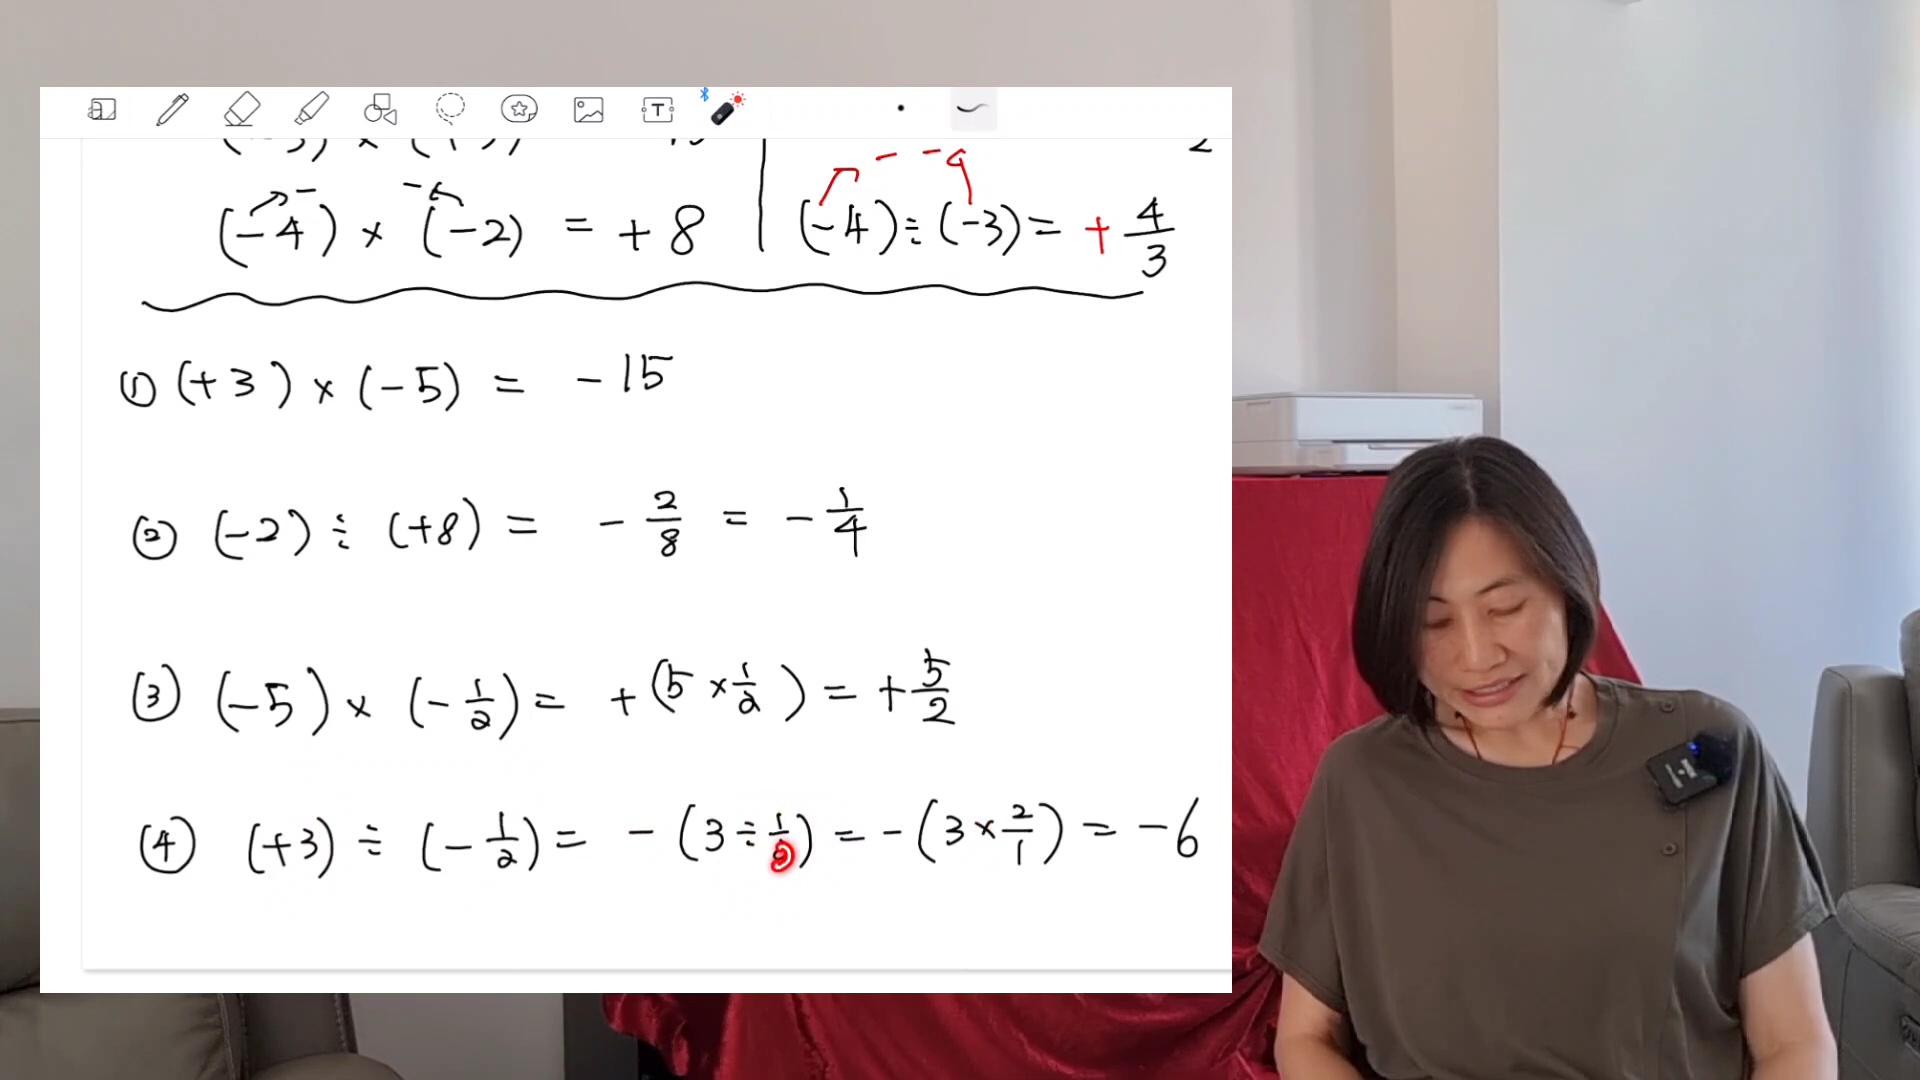 (-4) × (-2) = +8
(-4) ÷ (-3) = + 4/3
① (+3) × (-5) = -15
② (-2) ÷ (+8) = - 2/8 = - 1/4
(3) (-5) × (- 1/2) = + (5 × 1/2) = + 5/2
(4) (+3) ÷ (- 1/2) = - (3 ÷ 1/2) = - (3 × 2/1) = -6